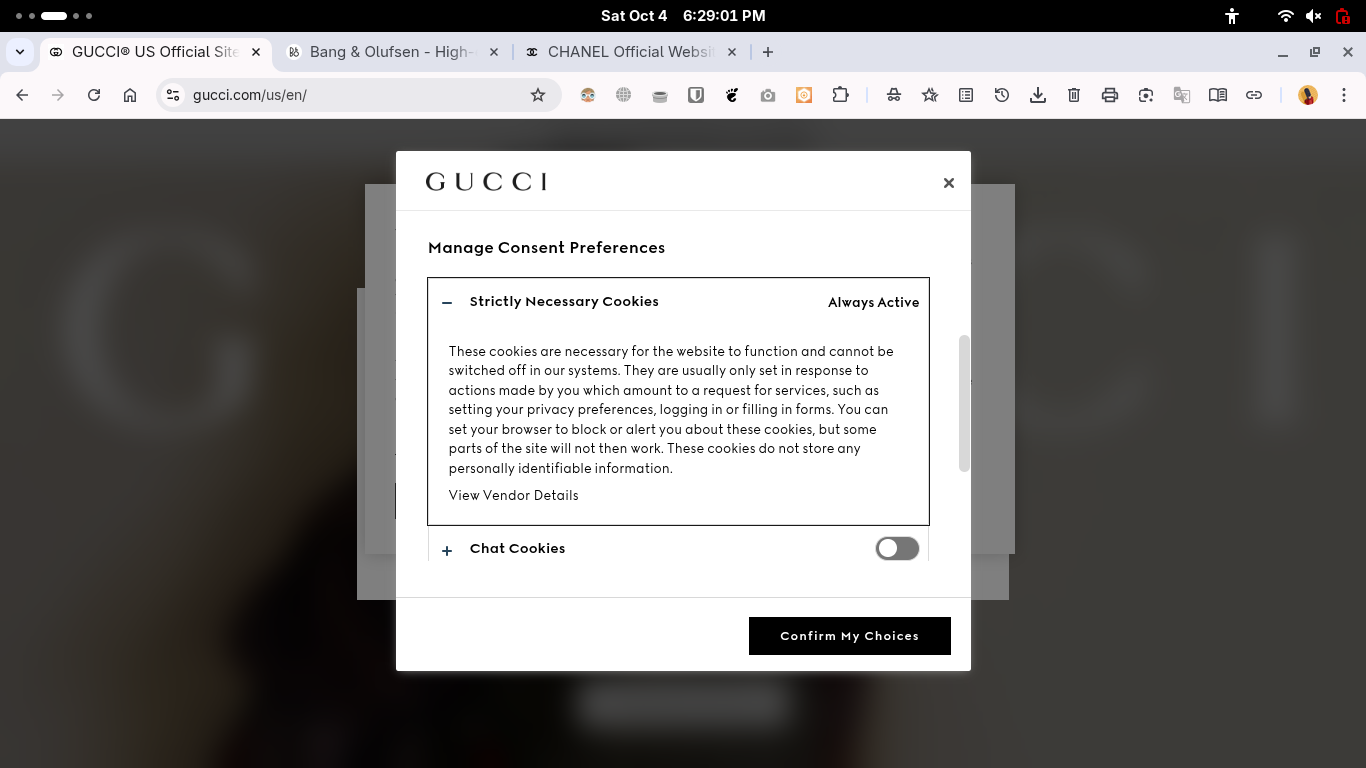 Sat Oct 4 6:29:01 PM
GUCCI® US Official Site
Bang & Olufsen - High-
CHANEL Official Websi
gucci.com/us/en/
GUCCI
Manage Consent Preferences
Strictly Necessary Cookies
Always Active
These cookies are necessary for the website to function and cannot be
switched off in our systems. They are usually only set in response to
actions made by you which amount to a request for services, such as
setting your privacy preferences, logging in or filling in forms. You can
set your browser to block or alert you about these cookies, but some
parts of the site will not then work. These cookies do not store any
personally identifiable information.
View Vendor Details
Chat Cookies
Confirm My Choices